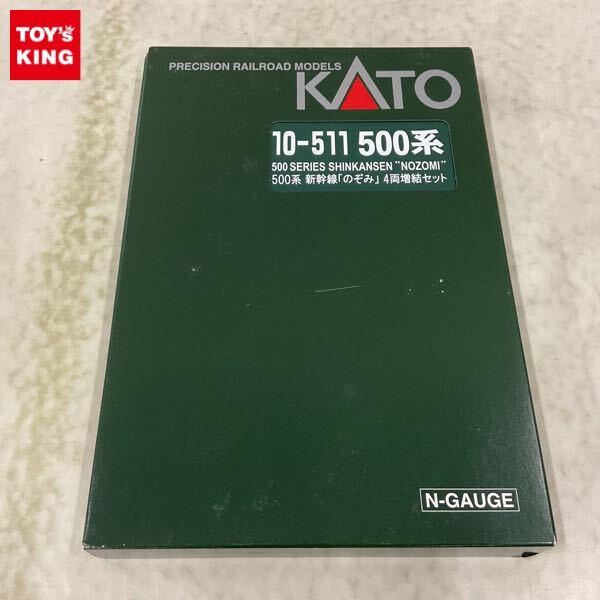 TOY's
KING
PRECISION RAILROAD MODELS
KATO
10-511 500系
500 SERIES SHINKANSEN "NOZOMI"
500系 新幹線「のぞみ」 4両増結セット
N-GAUGE